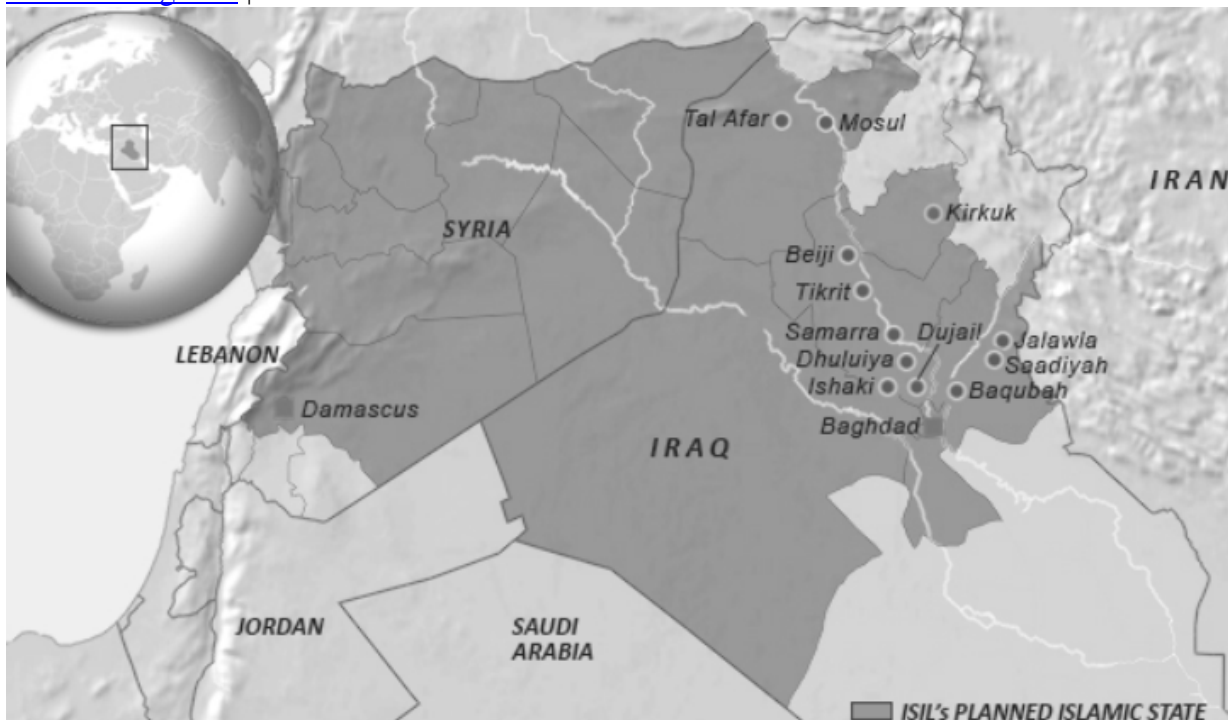 Tal Afar
Mosul
IRAN
Kirkuk
SYRIA
Beiji
Tikrit
Samarra
Dujail
Jalawla
LEBANON
Dhuluiya
Saadiyah
Ishaki
Baqubah
Damascus
Baghdad
IRAQ
JORDAN
SAUDI
ARABIA
ISIL's PLANNED ISLAMIC STATE